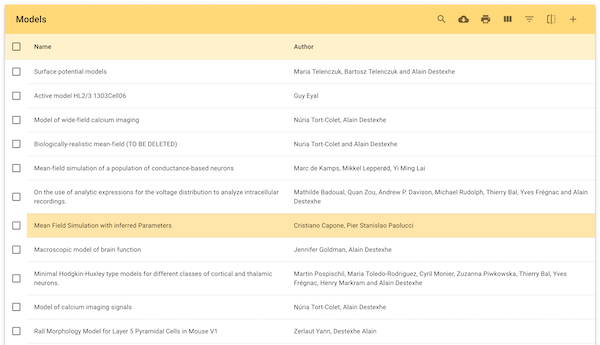 Models
Name Author
Surface potential models Maria Telenczuk, Bartosz Telenczuk and Alain Destexhe
Active model HL2/3 1303Cell06 Guy Eyal
Model of wide-field calcium imaging Núria Tort-Colet, Alain Destexhe
Biologically-realistic mean-field (TO BE DELETED) Nuria Tort-Colet and Alain Destexhe
Mean-field simulation of a population of conductance-based neurons Marc de Kamps, Mikkel Lepperød, Yi Ming Lai
On the use of analytic expressions for the voltage distribution to analyze intracellular Mathilde Badoual, Quan Zou, Andrew P. Davison, Michael Rudolph, Thierry Bal, Yves Frégnac and Alain
recordings. Destexhe
Mean Field Simulation with inferred Parameters Cristiano Capone, Pier Stanislao Paolucci
Macroscopic model of brain function Jennifer Goldman, Alain Destexhe
Minimal Hodgkin-Huxley type models for different classes of cortical and thalamic Martin Pospischil, Maria Toledo-Rodriguez, Cyril Monier, Zuzanna Piwkowska, Thierry Bal, Yves
neurons. Frégnac, Henry Markram and Alain Destexhe
Model of calcium imaging signals Núria Tort-Colet, Alain Destexhe
Rall Morphology Model for Layer 5 Pyramidal Cells in Mouse V1 Zerlaut Yann, Destexhe Alain